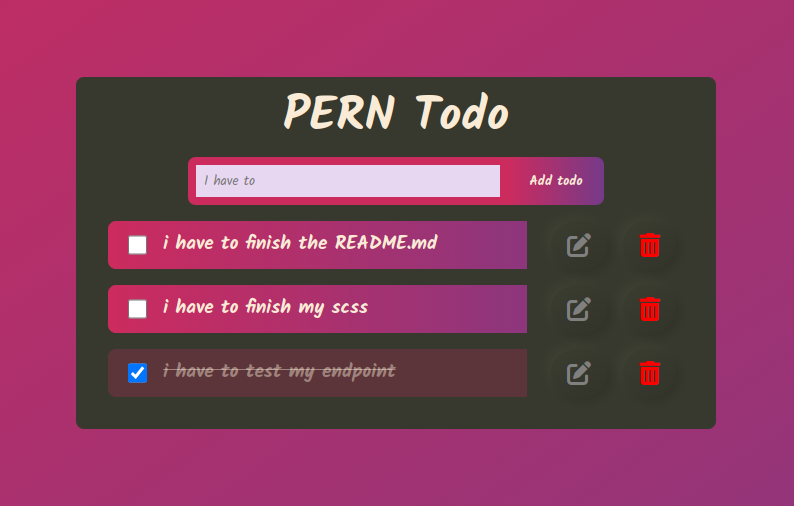 PERN Todo
I have to
Add todo
i have to finish the README.md
i have to finish my scss
i have to test my endpoint